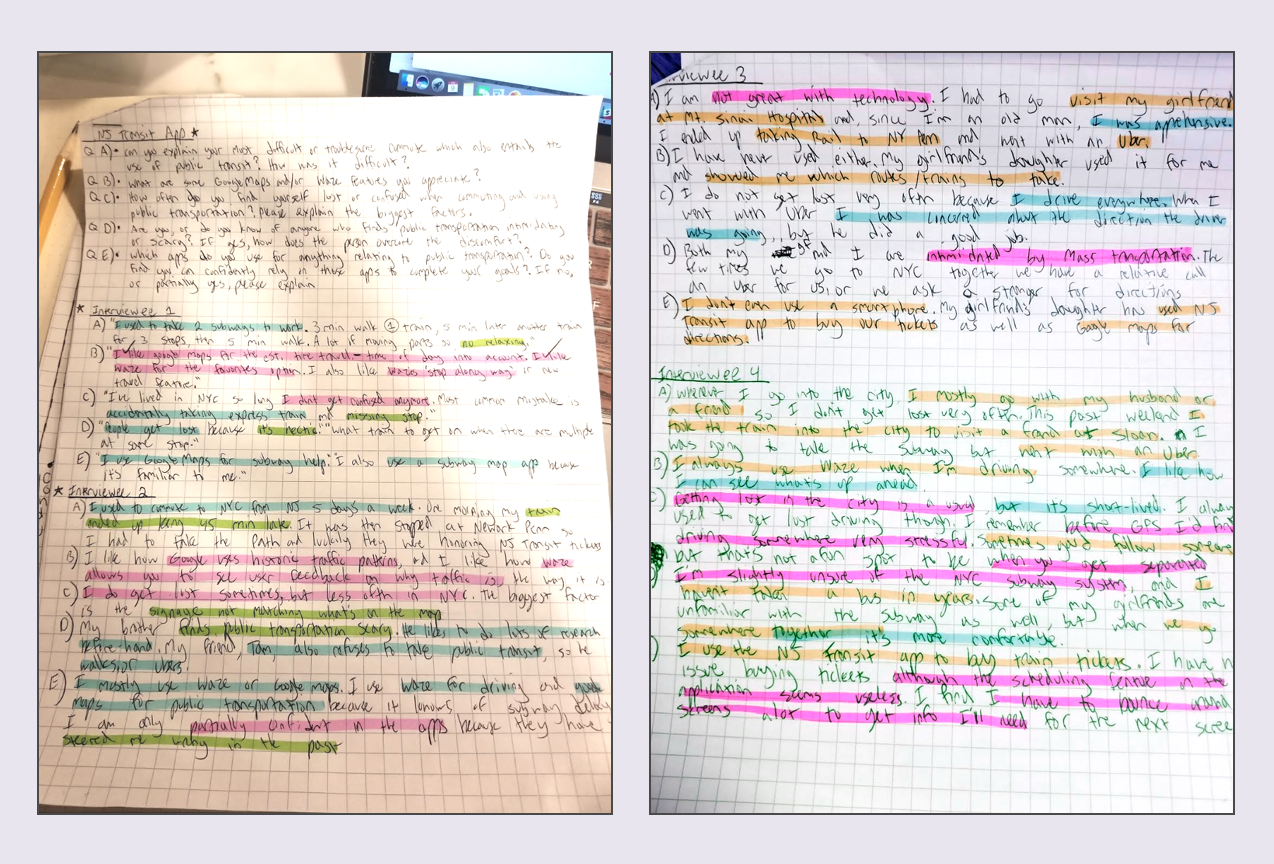 NJ Transit App ★
Q A)• Can you explain your most difficult or troublesome commute which also entails the
use of public transit? How was it difficult?
Q B)• What are some Google Maps and/or Waze features you appreciate?
Q C)• How often do you find yourself lost or confused when commuting and using
public transportation? Please explain the biggest factors.
Q D)• Are you, or do you know of anyone who finds public transportation intimidating
or scary? If yes, how does the person overcome the discomfort?
Q E)• Which apps do you use for anything relating to public transportation? Do you
find you can confidently rely on these apps to complete your goals? If no,
or partially yes, please explain
★ Interviewee 1
A) "I used to take 2 subways to work. 3 min walk ① train, 5 min later another train
for 3 stops, then 5 min walk. A lot of moving parts so no relaxing."
B) "I like google maps for the est. time travel - time of day into account. I like
waze for the favorites option. I also like waze 'stop along way' is new
travel feature."
C) "I've lived in NYC so long I don't get confused anymore. Most common mistake is
accidentally taking express train and missing stop."
D) "People get lost because it's hectic." "What train to get on when there are multiple
at same stop."
E) "I use Google Maps for subway help." I also use a subway map app because
it's familiar to me."
★ Interviewee 2
A) I used to commute to NYC from NJ 5 days a week. One morning my train
ended up being 45 min late. It was then stopped at Newark Penn so
I had to take the Path and luckily they were honoring NJ Transit tickets
B) I like how Google uses historic traffic patterns, and I like how waze
allows you to see user feedback on why traffic is the way it is.
C) I do get lost sometimes, but less often in NYC. The biggest factor
is the signage not matching what's on the map
D) My brother finds public transportation scary. He likes to do lots of research
before hand. My friend, Tom, also refuses to take public transit, so he
walks or ubers.
E) I mostly use Waze or Google maps. I use waze for driving and google
maps for public transportation because it knows of subway delays
I am only partially confident in the apps because they have
steered me wrong in the past
Interviewee 3
A) I am not great with technology. I had to go visit my girlfriend
at Mt. Sinai Hospital and, since I'm an old man, I was aprehensive.
I ended up taking Rail to NY Penn and went with an Uber.
B) I have never used either. My girlfriend's daughter used it for me
and showed me which routes/trains to take.
C) I do not get lost very often because I drive everywhere. When I
went with Uber I was concered about the direction the driver
was going, but he did a good job.
D) Both my gf and I are intimidated by Mass transportation. The
few times we go to NYC together we have a relative call
an uber for us, or we ask a stranger for directions
E) I don't even use a smartphone. My girlfriend's daughter has used NJ
Transit app to buy our tickets as well as Google maps for
directions.
Interviewee 4
A) whenever I go into the city, I mostly go with my husband or
a friend so I don't get lost very often. This past weekend I
took the train into the city to visit a friend at Sloan. I
was going to take the subway but went with an Uber.
B) I always use Waze when I'm driving somewhere. I like how
I can see what's up ahead
C) Getting lost in the city is a usual, but it's short-lived. I always
used to get lost driving though. I remember before GPS I'd find
driving somewhere very stressful. Sometimes you'd follow someone
but that's not a fun spot to be when you get separated
I'm slightly unsure of the NYC subway system, and I
haven't taken a bus in years. Some of my girlfriends are
unfamiliar with the subway as well, but when we go
somewhere together it's more comfortable.
) I use the NJ Transit app to buy train tickets. I have n
issue buying tickets although the scheduling feature on the
application seems useless. I find I have to bounce around
screens a lot to get info I'll need for the next scree